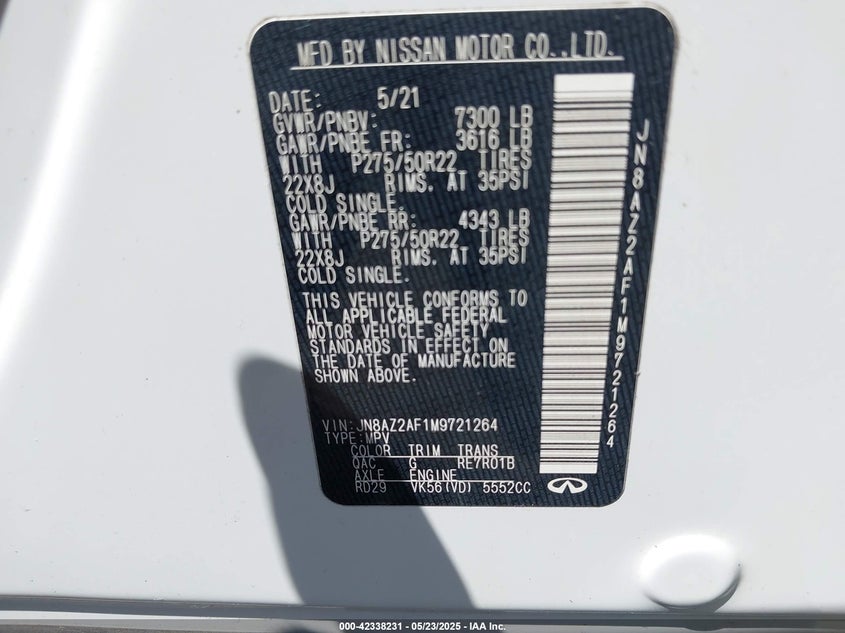 MFD BY NISSAN MOTOR CO.,LTD.
DATE: 5/21
GVWR/PNBV: 7300 LB
GAWR/PNBE FR: 3616 LB
WITH P275/50R22 TIRES
22X8J RIMS. AT 35PSI
COLD SINGLE.
GAWR/PNBE RR: 4343 LB
WITH P275/50R22 TIRES
22X8J RIMS. AT 35PSI
COLD SINGLE.
THIS VEHICLE CONFORMS TO
ALL APPLICABLE FEDERAL
MOTOR VEHICLE SAFETY
STANDARDS IN EFFECT ON
THE DATE OF MANUFACTURE
SHOWN ABOVE.
VIN: JN8AZ2AF1M9721264
TYPE: MPV
COLOR TRIM TRANS
QAC G RE7R01B
AXLE ENGINE
RD29 VK56(VD) 5552CC
JN8AZ2AF1M9721264
000-42338231 - 05/23/2025 - IAA Inc.